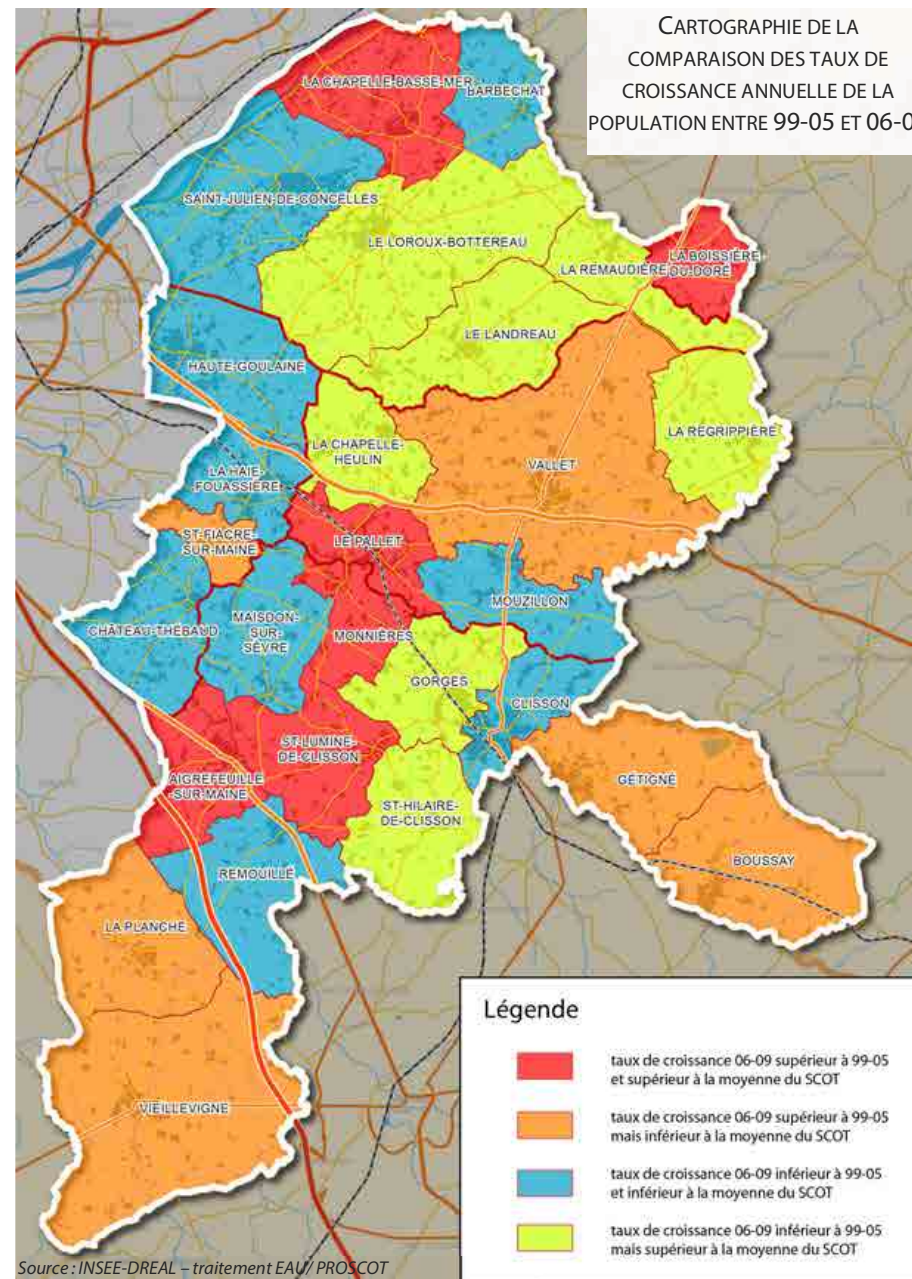 CARTOGRAPHIE DE LA
COMPARAISON DES TAUX DE
CROISSANCE ANNUELLE DE LA
POPULATION ENTRE 99-05 ET 06-0
LA CHAPELLE-BASSE-MER
BARBECHAT
SAINT-JULIEN-DE-CONCELLES
LE LOROUX-BOTTEREAU
LA REMAUDIÈRE
LA BOISSIÈRE-
DU-DORÉ
LE LANDREAU
HAUTE-GOULAINE
LA CHAPELLE-
HEULIN
LA REGRIPPIÈRE
VALLET
LA HAIE-
FOUASSIÈRE
ST-FIACRE-
SUR-MAINE
LE PALLET
MOUZILLON
CHÂTEAU-THÉBAUD
MAISDON-
SUR-
SÈVRE
MONNIÈRES
GORGES
CLISSON
ST-LUMINE-
DE-CLISSON
AIGREFEUILLE
-SUR-MAINE
ST-HILAIRE-
DE-CLISSON
GÉTIGNÉ
BOUSSAY
REMOUILLÉ
LA PLANCHE
VIEILLEVIGNE
Légende
taux de croissance 06-09 supérieur à 99-05
et supérieur à la moyenne du SCOT
taux de croissance 06-09 supérieur à 99-05
mais inférieur à la moyenne du SCOT
taux de croissance 06-09 inférieur à 99-05
et inférieur à la moyenne du SCOT
taux de croissance 06-09 inférieur à 99-05
mais supérieur à la moyenne du SCOT
Source : INSEE-DREAL – traitement EAU/ PROSCOT